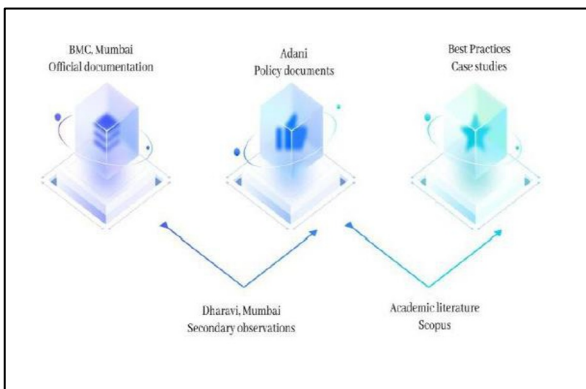 BMC, Mumbai
Official documentation
Adani
Policy documents
Best Practices
Case studies
Dharavi, Mumbai
Secondary observations
Academic literature
Scopus